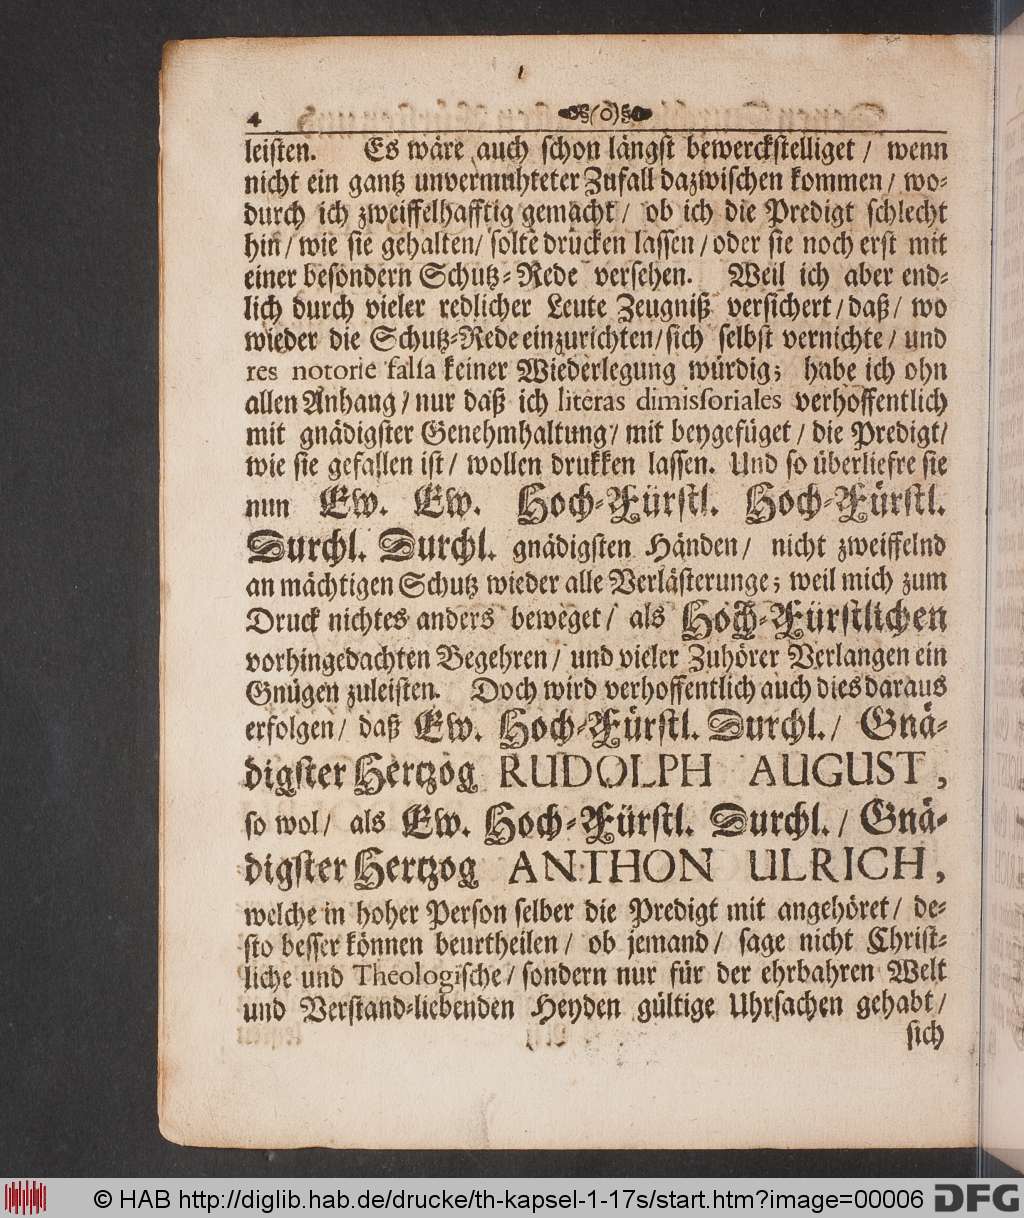 4 (o)
leisten. Es wäre auch schon längst bewerckstelliget / wenn
nicht ein gantz unvermuhteter Zufall dazwischen kommen / wo-
durch ich zweiffelhafftig gemacht / ob ich die Predigt schlecht
hin / wie sie gehalten / solte drücken lassen / oder sie noch erst mit
einer besondern Schutz-Rede versehen. Weil ich aber end-
lich durch vieler redlicher Leute Zeugniß versichert / daß / wo
wieder die Schutz-Rede einzurichten / sich selbst vernichte / und
res notorie falsa keiner Wiederlegung würdig; habe ich ohn
allen Anhang / nur daß ich literas dimissoriales verhoffentlich
mit gnädigster Genehmhaltung / mit beygefüget / die Predigt /
wie sie gefallen ist / wollen drukken lassen. Und so überliefre sie
nun Ew. Ew. Hoch-Fürstl. Hoch-Fürstl.
Durchl. Durchl. gnädigsten Händen / nicht zweiffelnd
an mächtigen Schutz wieder alle Verlästerunge; weil mich zum
Druck nichtes anders beweget / als Hoch-Fürstlichen
vorhingedachten Begehren / und vieler Zuhörer Verlangen ein
Gnügen zuleisten. Doch wird verhoffentlich auch dies daraus
erfolgen / daß Ew. Hoch-Fürstl. Durchl. / Gnä-
digster Hertzog RUDOLPH AUGUST,
so wol / als Ew. Hoch-Fürstl. Durchl. / Gnä-
digster Hertzog ANTHON ULRICH,
welche in hoher Person selber die Predigt mit angehöret / de-
sto besser können beurtheilen / ob jemand / sage nicht Christ-
liche und Theologische / sondern nur für der ehrbahren Welt
und Verstand-liebenden Heyden gültige Uhrsachen gehabt /
sich
© HAB http://diglib.hab.de/drucke/th-kapsel-1-17s/start.htm?image=00006 DFG